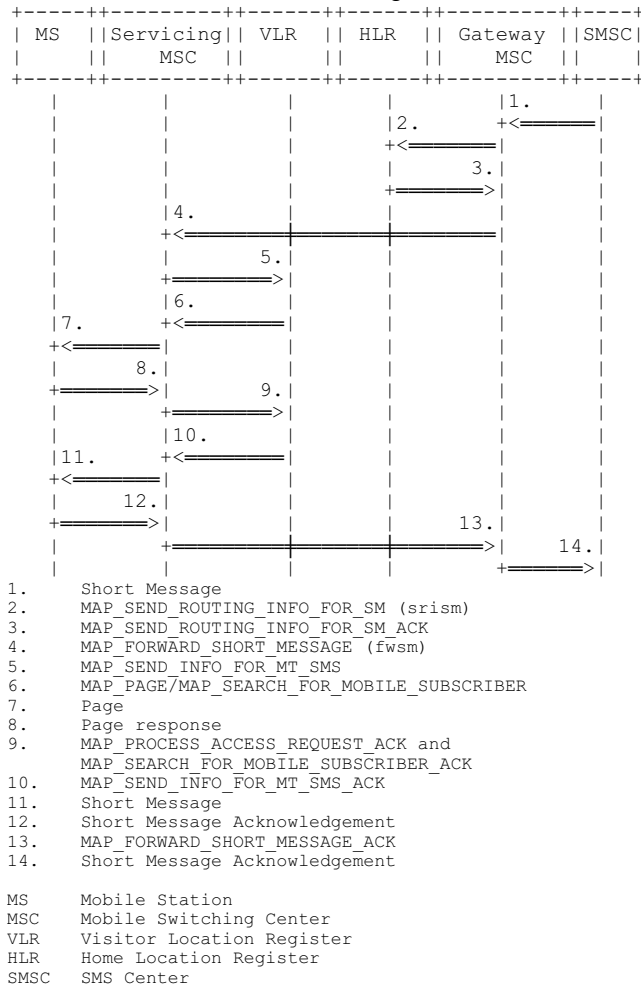 MS Servicing VLR HLR Gateway SMSC
MSC MSC
1.
2.
3.
4.
5.
6.
7.
8.
9.
10.
11.
12.
13.
14.
1. Short Message
2. MAP_SEND_ROUTING_INFO_FOR_SM (srism)
3. MAP_SEND_ROUTING_INFO_FOR_SM_ACK
4. MAP_FORWARD_SHORT_MESSAGE (fwsm)
5. MAP_SEND_INFO_FOR_MT_SMS
6. MAP_PAGE/MAP_SEARCH_FOR_MOBILE_SUBSCRIBER
7. Page
8. Page response
9. MAP_PROCESS_ACCESS_REQUEST_ACK and
MAP_SEARCH_FOR_MOBILE_SUBSCRIBER_ACK
10. MAP_SEND_INFO_FOR_MT_SMS_ACK
11. Short Message
12. Short Message Acknowledgement
13. MAP_FORWARD_SHORT_MESSAGE_ACK
14. Short Message Acknowledgement
MS Mobile Station
MSC Mobile Switching Center
VLR Visitor Location Register
HLR Home Location Register
SMSC SMS Center